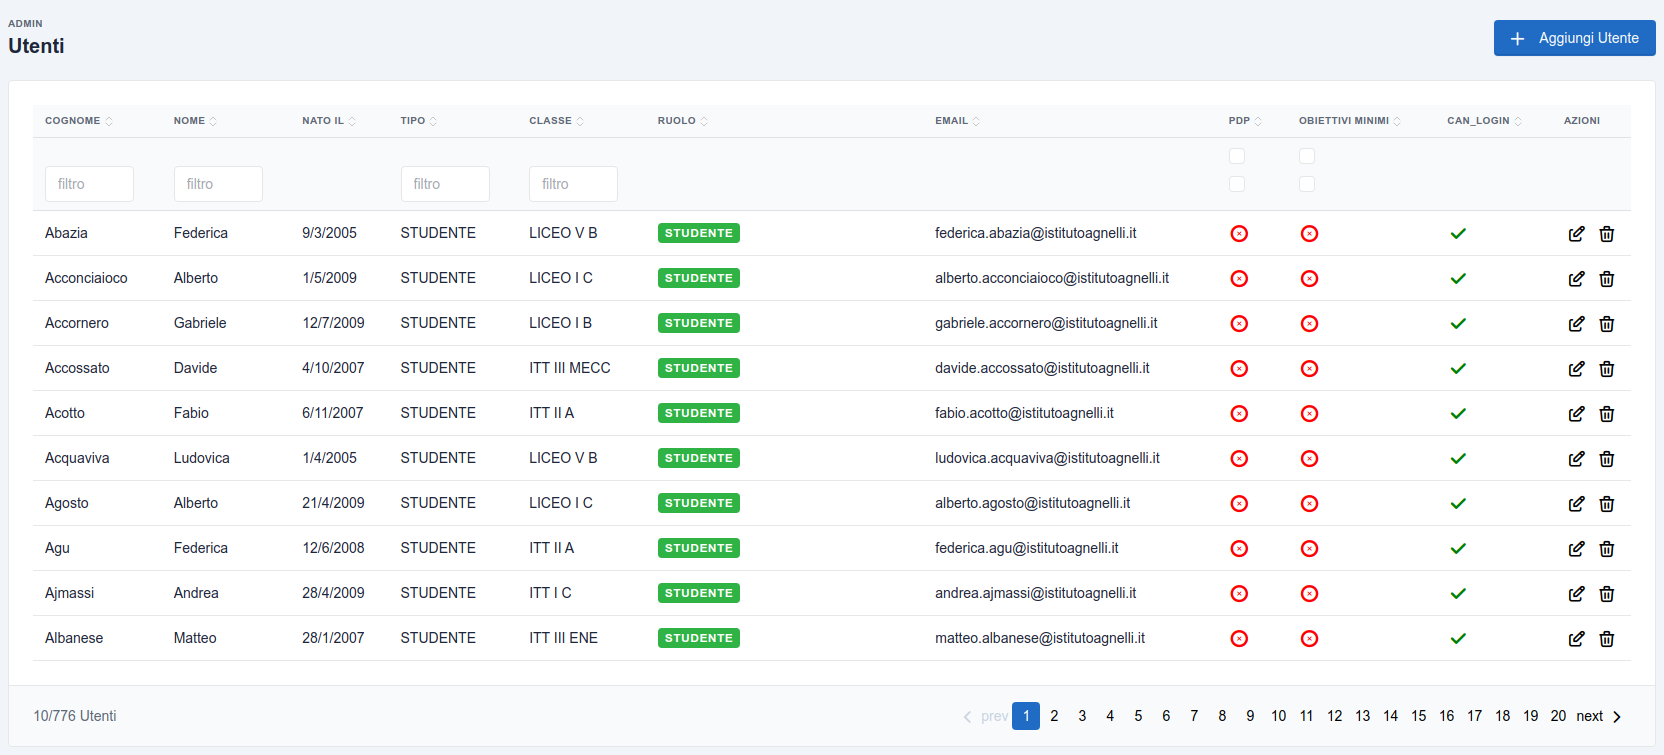 ADMIN
Utenti
Aggiungi Utente
COGNOME NOME NATO IL TIPO CLASSE RUOLO EMAIL PDP OBIETTIVI MINIMI CAN_LOGIN AZIONI
filtro filtro filtro filtro
Abazia Federica 9/3/2005 STUDENTE LICEO V B STUDENTE federica.abazia@istitutoagnelli.it
Acconciaioco Alberto 1/5/2009 STUDENTE LICEO I C STUDENTE alberto.acconciaioco@istitutoagnelli.it
Accornero Gabriele 12/7/2009 STUDENTE LICEO I B STUDENTE gabriele.accornero@istitutoagnelli.it
Accossato Davide 4/10/2007 STUDENTE ITT III MECC STUDENTE davide.accossato@istitutoagnelli.it
Acotto Fabio 6/11/2007 STUDENTE ITT II A STUDENTE fabio.acotto@istitutoagnelli.it
Acquaviva Ludovica 1/4/2005 STUDENTE LICEO V B STUDENTE ludovica.acquaviva@istitutoagnelli.it
Agosto Alberto 21/4/2009 STUDENTE LICEO I C STUDENTE alberto.agosto@istitutoagnelli.it
Agu Federica 12/6/2008 STUDENTE ITT II A STUDENTE federica.agu@istitutoagnelli.it
Ajmassi Andrea 28/4/2009 STUDENTE ITT I C STUDENTE andrea.ajmassi@istitutoagnelli.it
Albanese Matteo 28/1/2007 STUDENTE ITT III ENE STUDENTE matteo.albanese@istitutoagnelli.it
10/776 Utenti prev 1 2 3 4 5 6 7 8 9 10 11 12 13 14 15 16 17 18 19 20 next